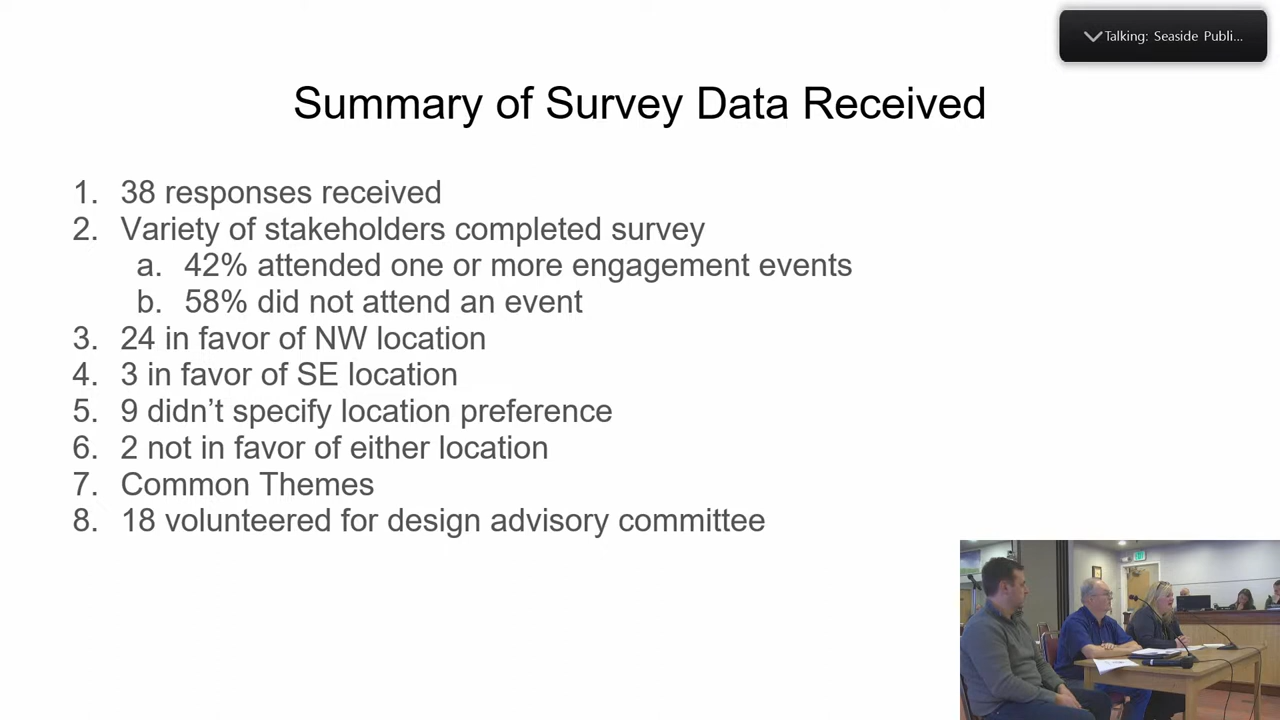 Talking: Seaside Publi...
Summary of Survey Data Received
1. 38 responses received
2. Variety of stakeholders completed survey
a. 42% attended one or more engagement events
b. 58% did not attend an event
3. 24 in favor of NW location
4. 3 in favor of SE location
5. 9 didn’t specify location preference
6. 2 not in favor of either location
7. Common Themes
8. 18 volunteered for design advisory committee